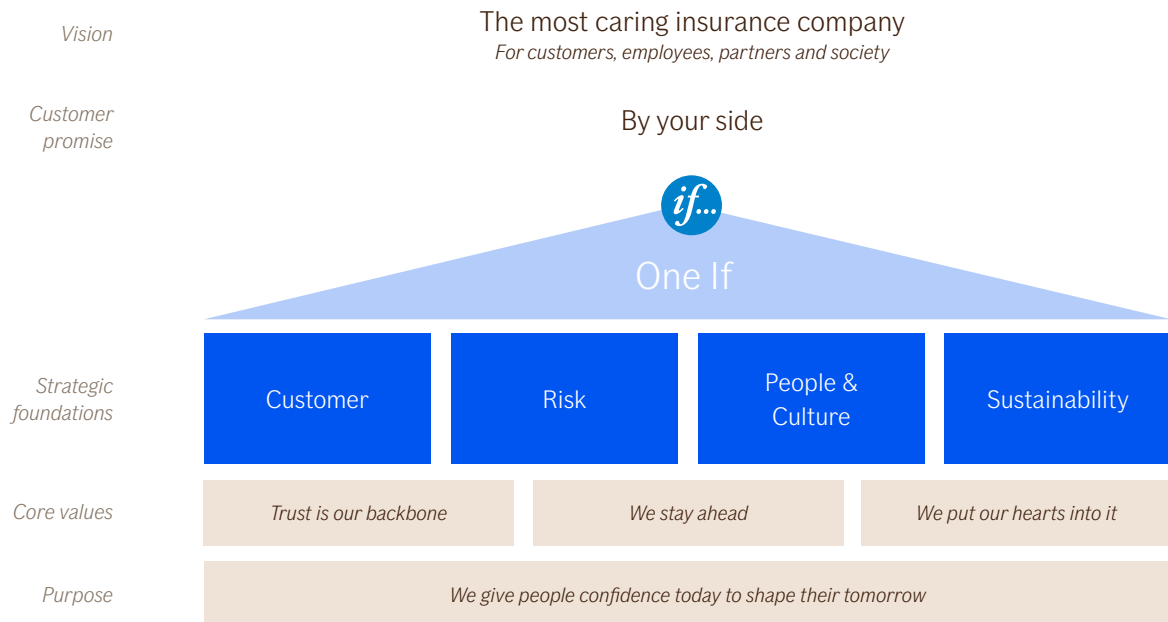 Vision
The most caring insurance company
For customers, employees, partners and society
Customer
promise
By your side
if...
One If
Strategic
foundations
Customer
Risk
People &
Culture
Sustainability
Core values
Trust is our backbone
We stay ahead
We put our hearts into it
Purpose
We give people confidence today to shape their tomorrow